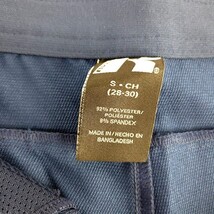 S - CH
(28-30)
92% POLYESTER/
POLIÉSTER
8% SPANDEX
MADE IN / HECHO EN
BANGLADESH